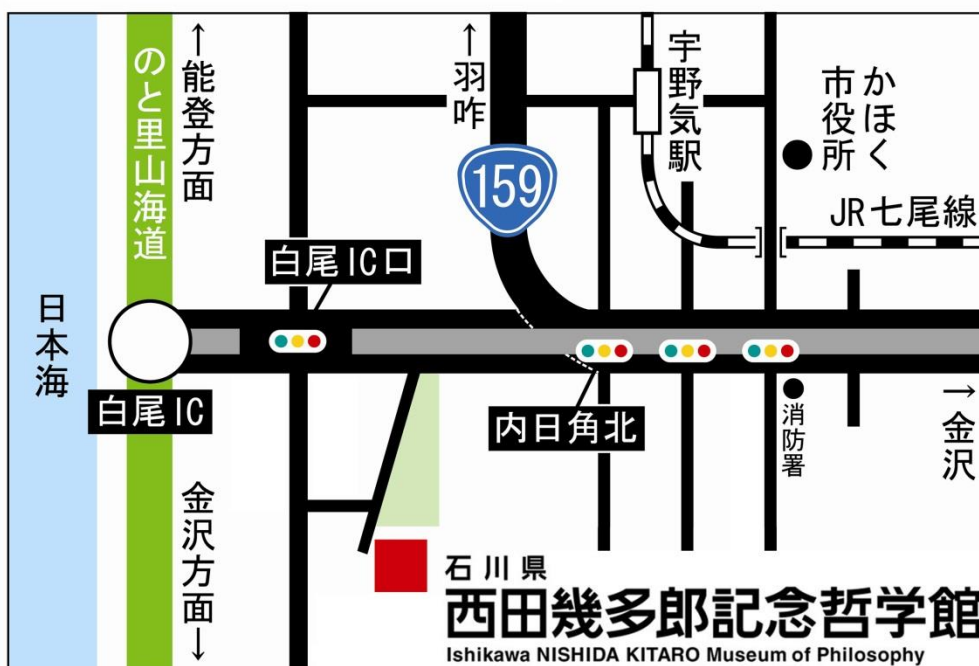 のと里山海道
←能登方面
←羽咋
宇野気駅
かほく
市役所
159
JR七尾線
白尾IC口
日本海
白尾IC
内日角北
消防署
→金沢
金沢方面→
石川県
西田幾多郎記念哲学館
Ishikawa NISHIDA KITARO Museum of Philosophy